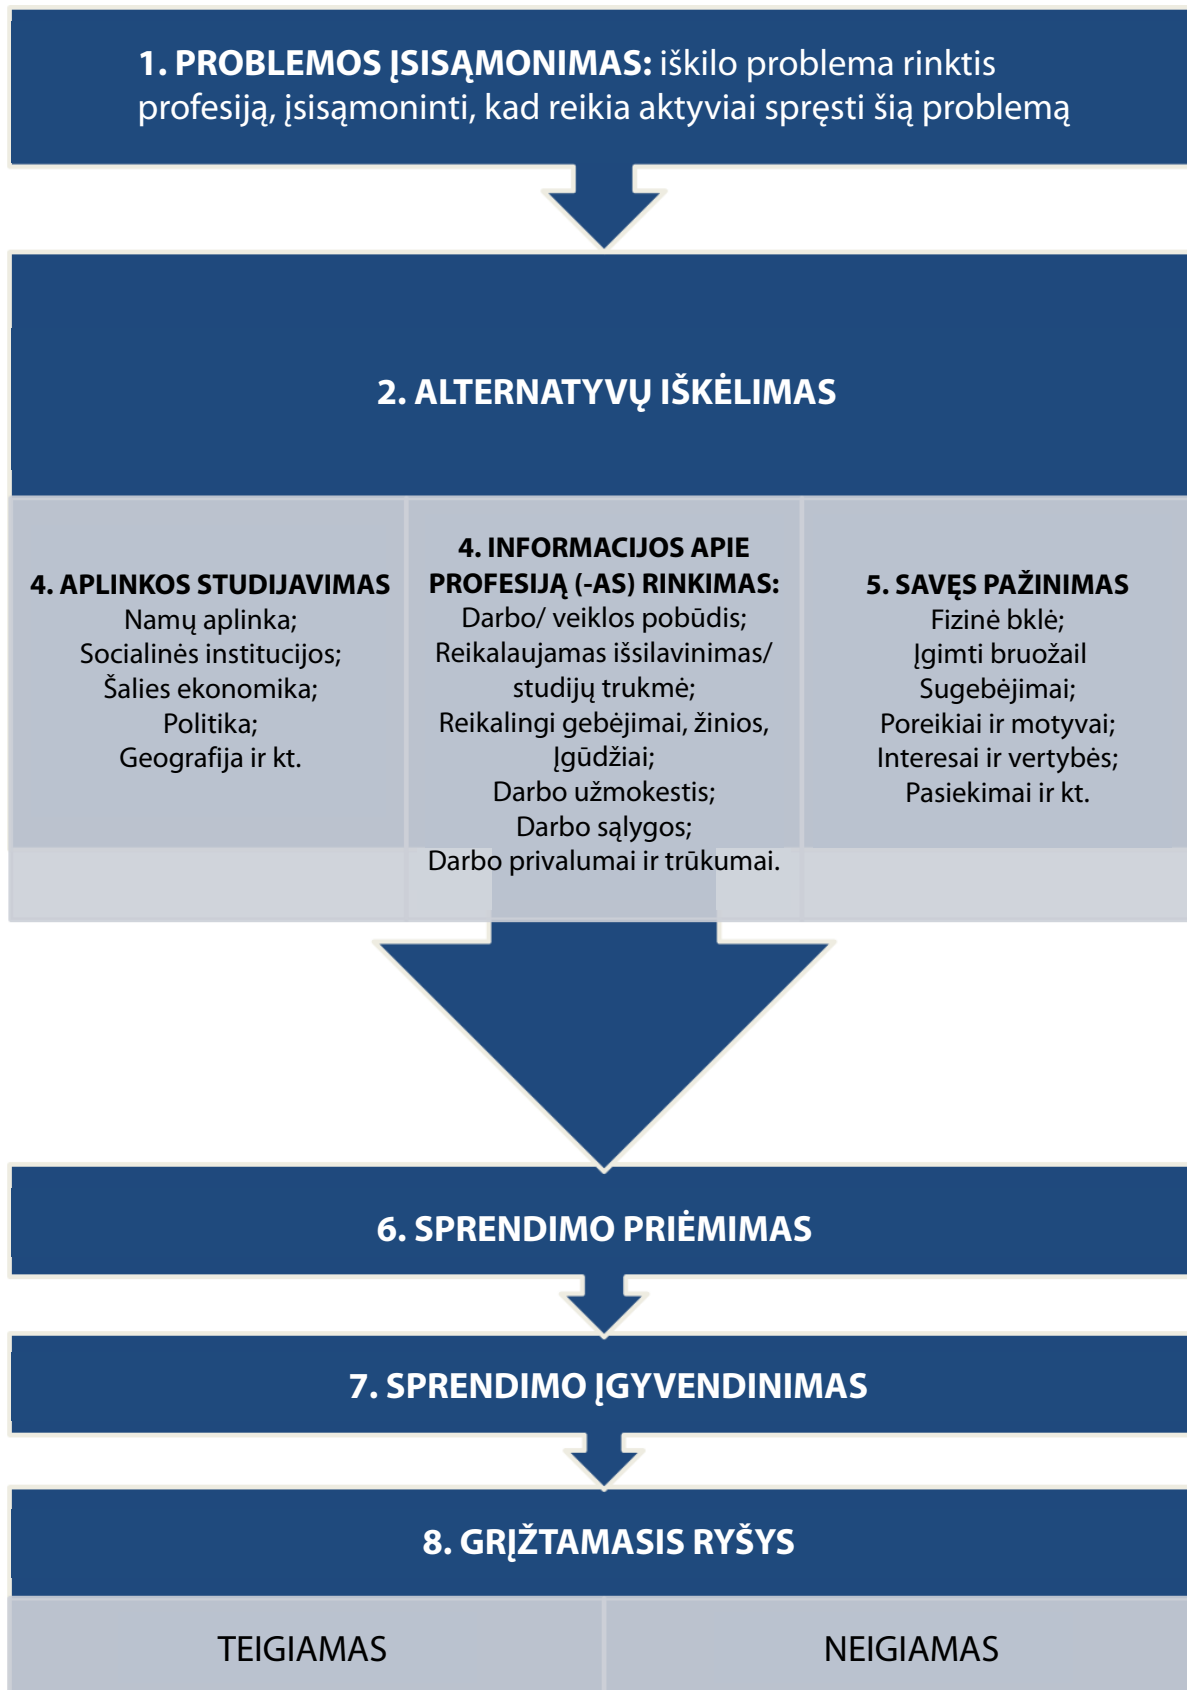 1. PROBLEMOS ĮSISĄMONIMAS: iškilo problema rinktis
profesiją, įsisąmoninti, kad reikia aktyviai spręsti šią problemą
2. ALTERNATYVŲ IŠKĖLIMAS
4. APLINKOS STUDIJAVIMAS
Namų aplinka;
Socialinės institucijos;
Šalies ekonomika;
Politika;
Geografija ir kt.
4. INFORMACIJOS APIE
PROFESIJĄ (-AS) RINKIMAS:
Darbo/ veiklos pobūdis;
Reikalaujamas išsilavinimas/
studijų trukmė;
Reikalingi gebėjimai, žinios,
Įgūdžiai;
Darbo užmokestis;
Darbo sąlygos;
Darbo privalumai ir trūkumai.
5. SAVĘS PAŽINIMAS
Fizinė bklė;
Įgimti bruožail
Sugebėjimai;
Poreikiai ir motyvai;
Interesai ir vertybės;
Pasiekimai ir kt.
6. SPRENDIMO PRIĖMIMAS
7. SPRENDIMO ĮGYVENDINIMAS
8. GRĮŽTAMASIS RYŠYS
TEIGIAMAS
NEIGIAMAS